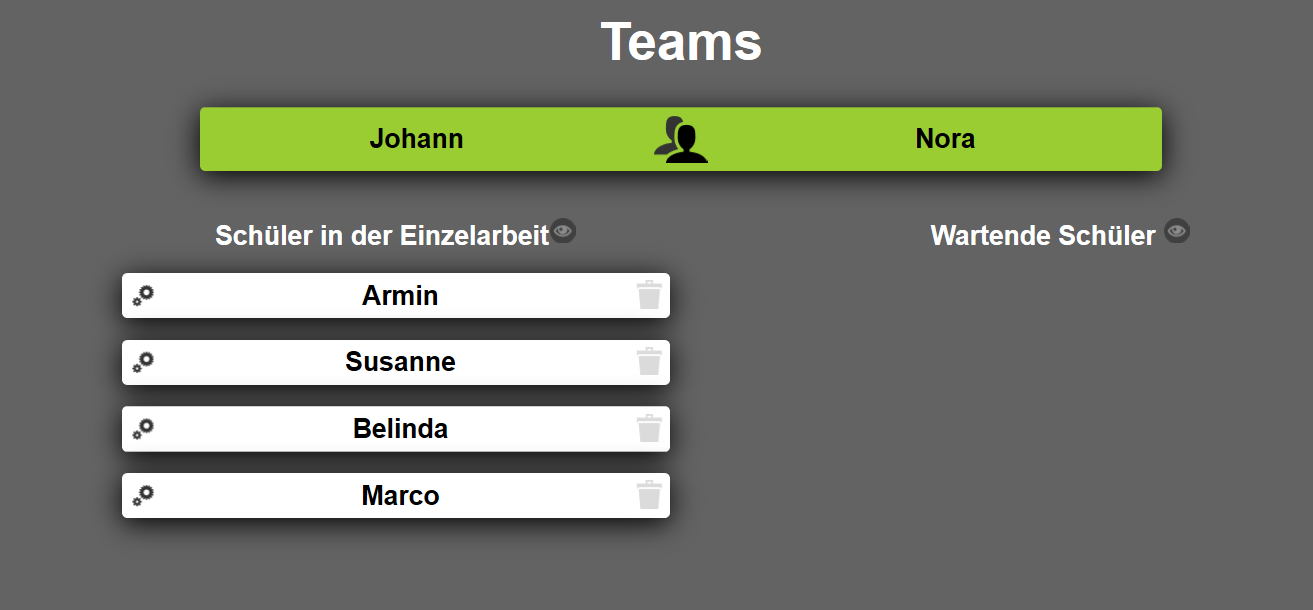 Teams
Johann Nora
Schüler in der Einzelarbeit
Wartende Schüler
Armin
Susanne
Belinda
Marco